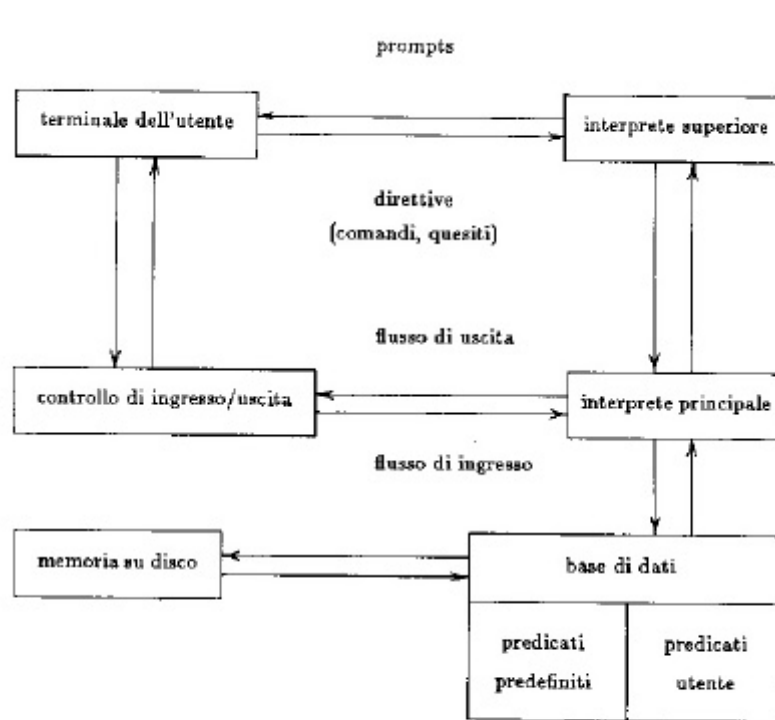 prompts
terminale dell'utente
interprete superiore
direttive
(comandi, quesiti)
flusso di uscita
controllo di ingresso/uscita
interprete principale
flusso di ingresso
memoria su disco
base di dati
predicati
predefiniti
predicati
utente